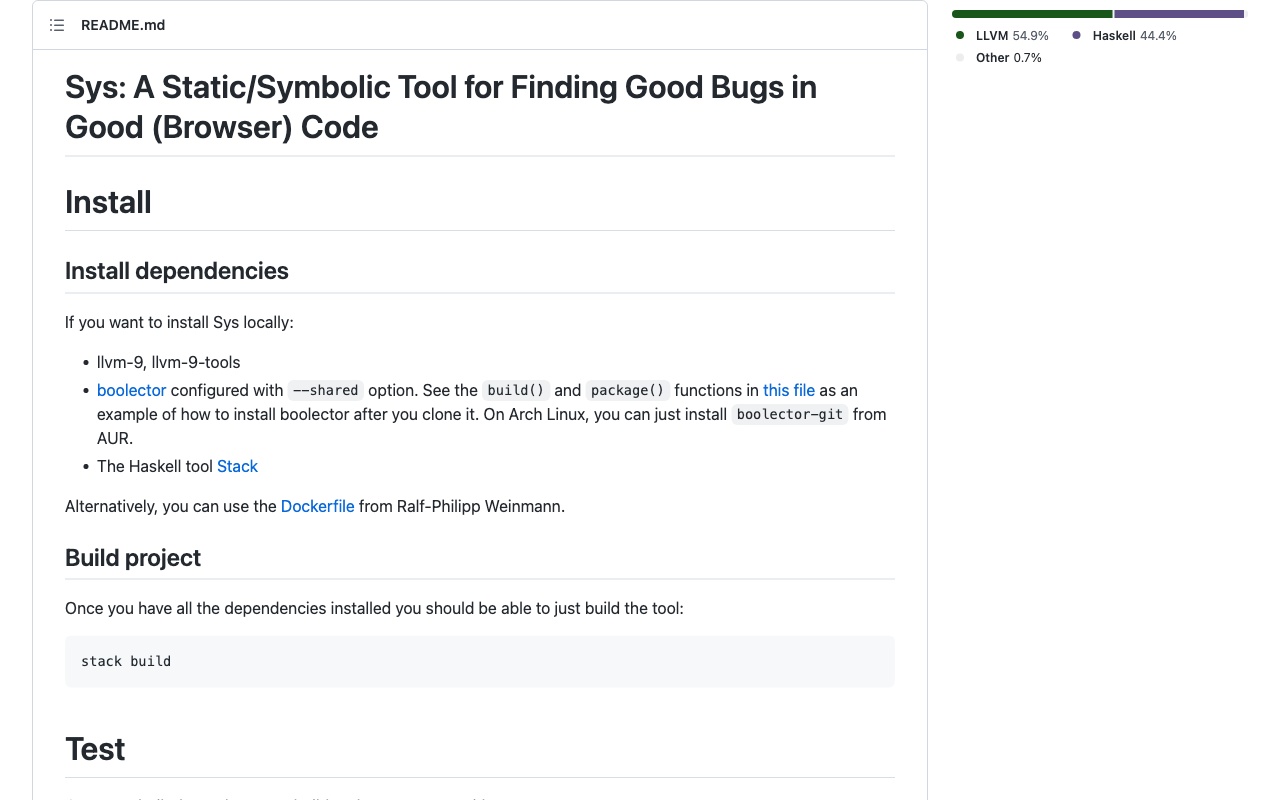 README.md
LLVM 54.9%
Haskell 44.4%
Other 0.7%
Sys: A Static/Symbolic Tool for Finding Good Bugs in
Good (Browser) Code
Install
Install dependencies
If you want to install Sys locally:
• llvm-9, llvm-9-tools
• boolector configured with --shared option. See the build() and package() functions in this file as an
example of how to install boolector after you clone it. On Arch Linux, you can just install boolector-git from
AUR.
• The Haskell tool Stack
Alternatively, you can use the Dockerfile from Ralf-Philipp Weinmann.
Build project
Once you have all the dependencies installed you should be able to just build the tool:
stack build
Test